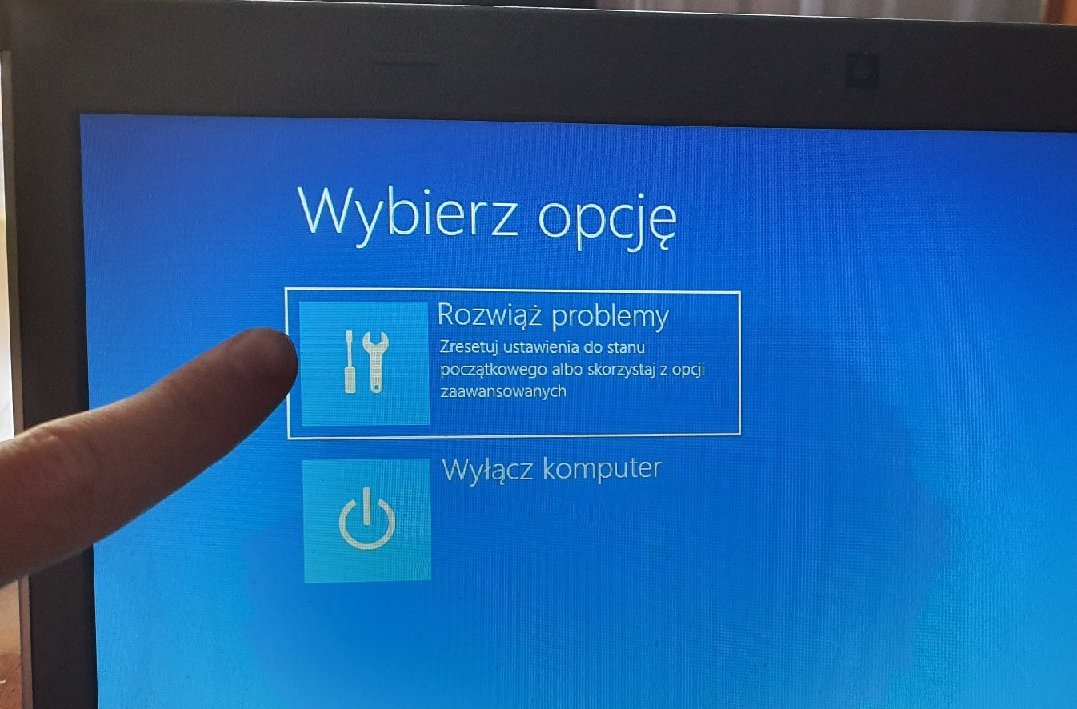 Wybierz opcję
Rozwiąż problemy
Zresetuj ustawienia do stanu
początkowego albo skorzystaj z opcji
zaawansowanych
Wyłącz komputer